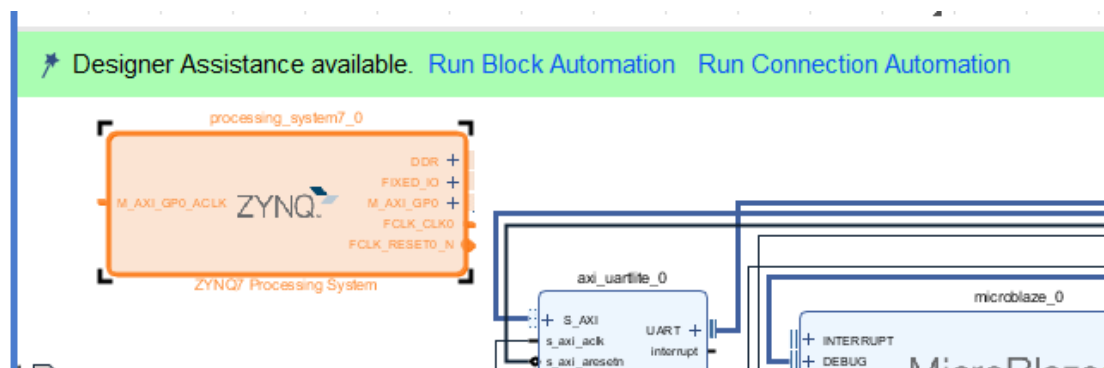 Designer Assistance available. Run Block Automation Run Connection Automation
processing_system7_0
DDR
FIXED_IO
M_AXI_GP0_ACLK ZYNQ M_AXI_GP0
FCLK_CLK0
FCLK_RESET0_N
ZYNQ7 Processing System
axi_uartlite_0
S_AXI
s_axi_aclk
s_axi_aresetn
UART
interrupt
microblaze_0
INTERRUPT
DEBUG
MicroBlaze